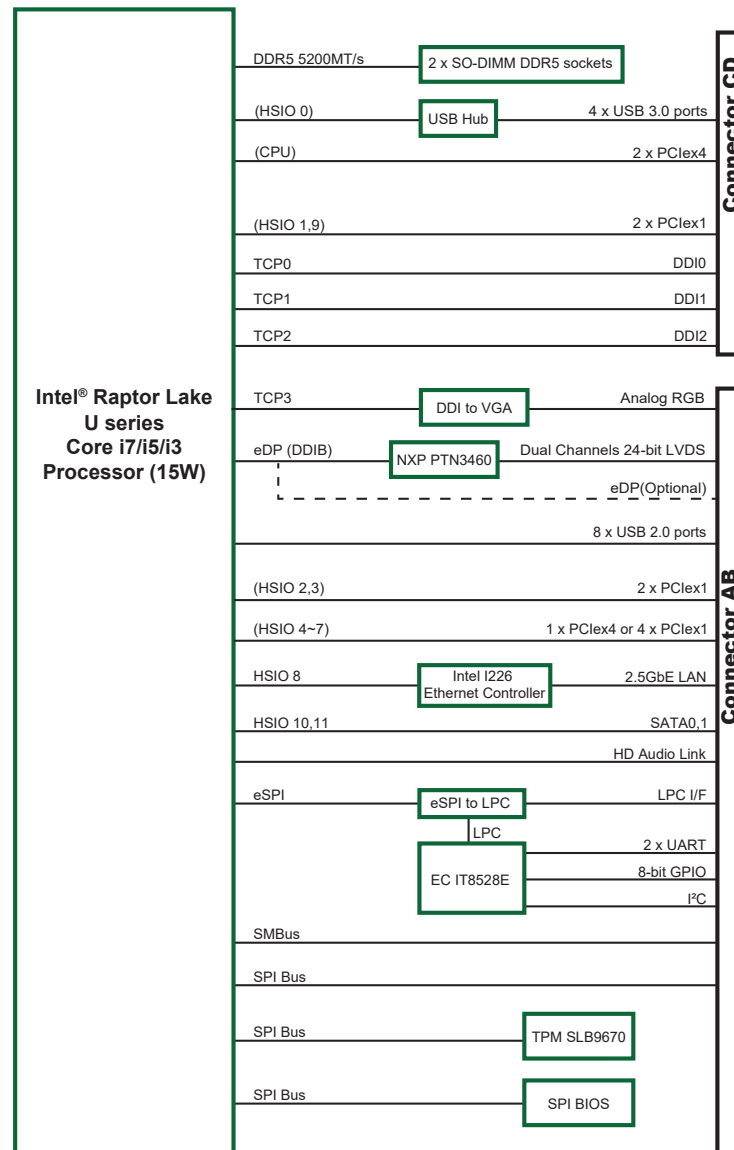 DDR5 5200MT/s
2 x SO-DIMM DDR5 sockets
(HSIO 0)
USB Hub
4 x USB 3.0 ports
(CPU)
2 x PCIex4
(HSIO 1,9)
2 x PCIex1
TCP0
DDI0
TCP1
DDI1
TCP2
DDI2
Connector CD
Intel® Raptor Lake
U series
Core i7/i5/i3
Processor (15W)
TCP3
DDI to VGA
Analog RGB
eDP (DDIB)
NXP PTN3460
Dual Channels 24-bit LVDS
eDP(Optional)
8 x USB 2.0 ports
(HSIO 2,3)
2 x PCIex1
(HSIO 4~7)
1 x PCIex4 or 4 x PCIex1
HSIO 8
Intel I226
Ethernet Controller
2.5GbE LAN
HSIO 10,11
SATA0,1
HD Audio Link
eSPI
eSPI to LPC
LPC I/F
LPC
EC IT8528E
2 x UART
8-bit GPIO
I²C
SMBus
SPI Bus
SPI Bus
TPM SLB9670
SPI Bus
SPI BIOS
Connector AB